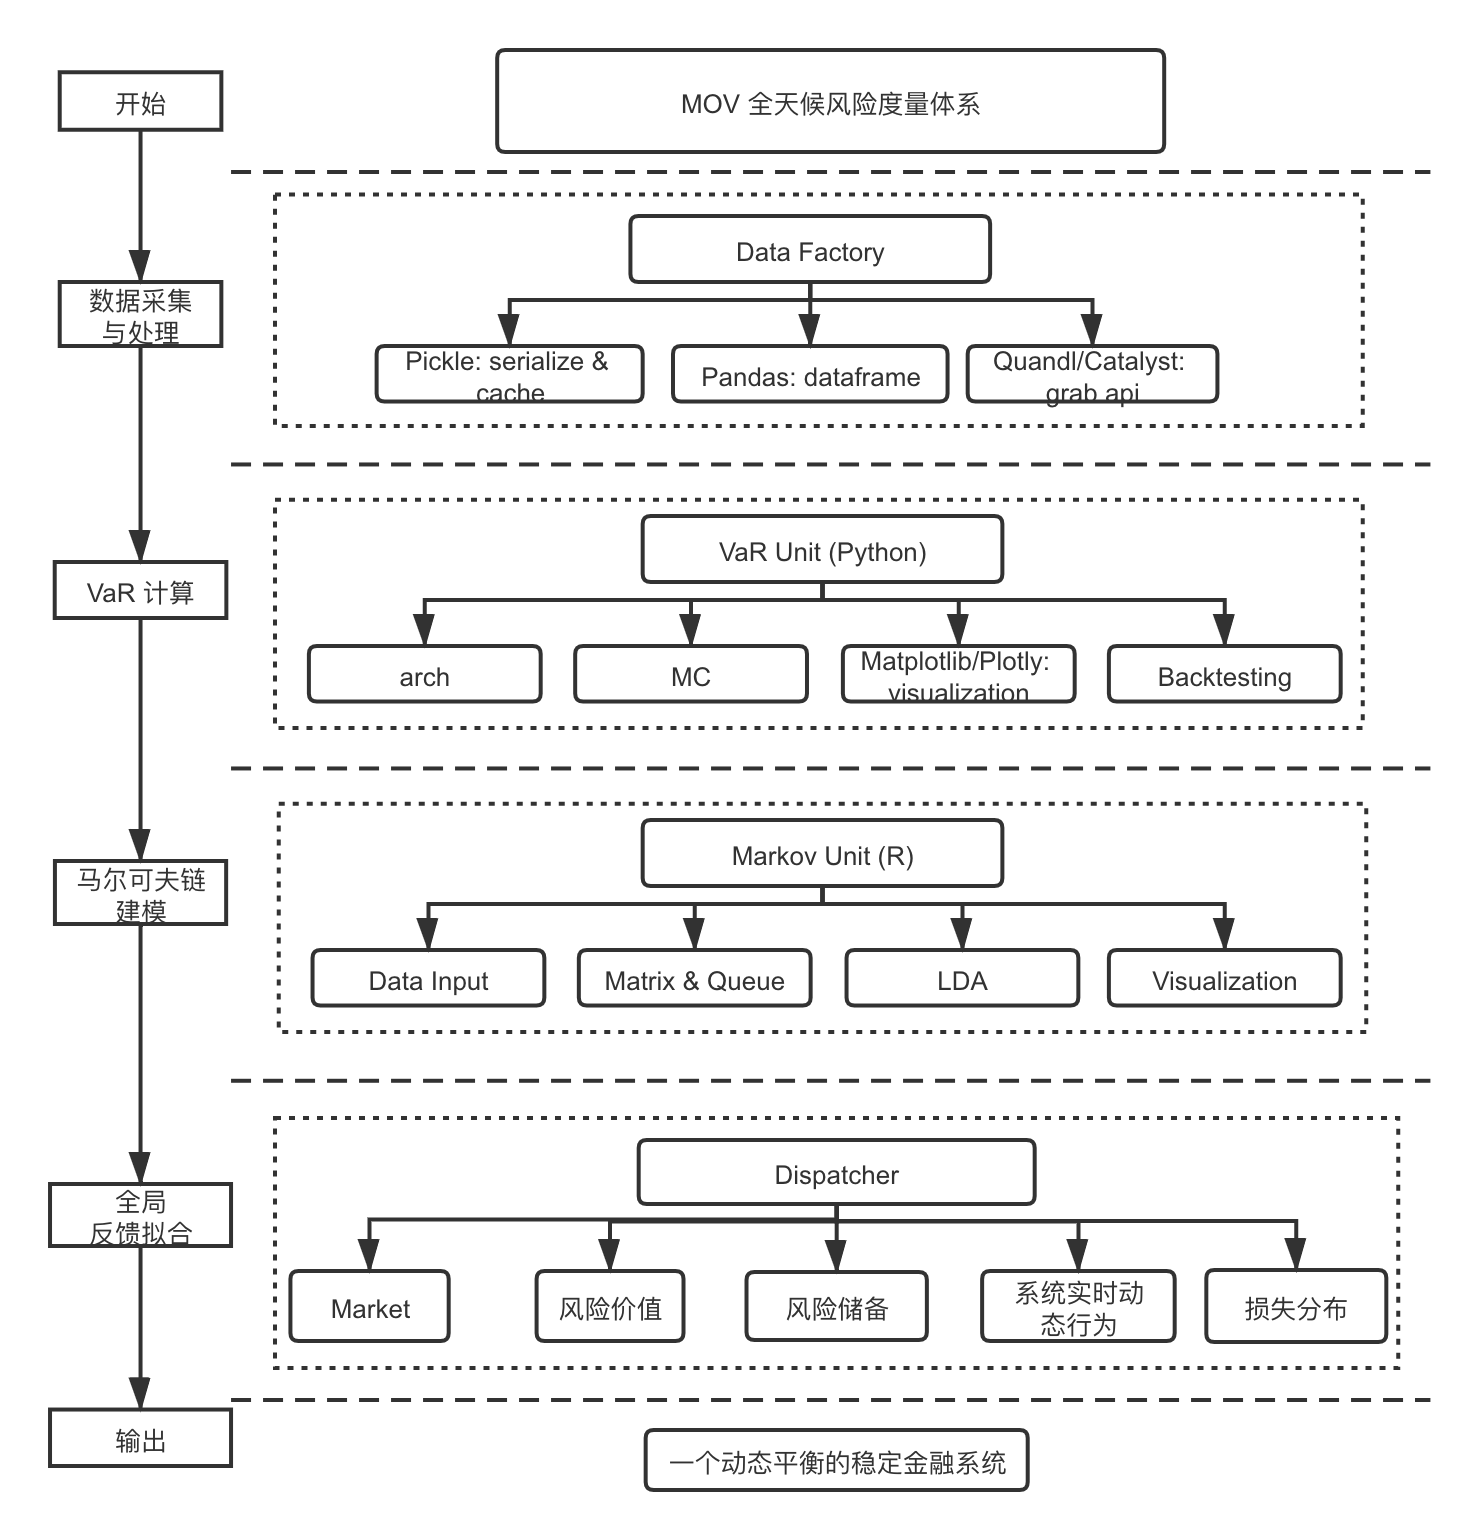 开始
MOV 全天候风险度量体系
Data Factory
数据采集
与处理
Pickle: serialize &
cache
Pandas: dataframe
Quandl/Catalyst:
grab api
VaR Unit (Python)
VaR 计算
arch
MC
Matplotlib/Plotly:
visualization
Backtesting
Markov Unit (R)
马尔可夫链
建模
Data Input
Matrix & Queue
LDA
Visualization
Dispatcher
全局
反馈拟合
Market
风险价值
风险储备
系统实时动
态行为
损失分布
输出
一个动态平衡的稳定金融系统